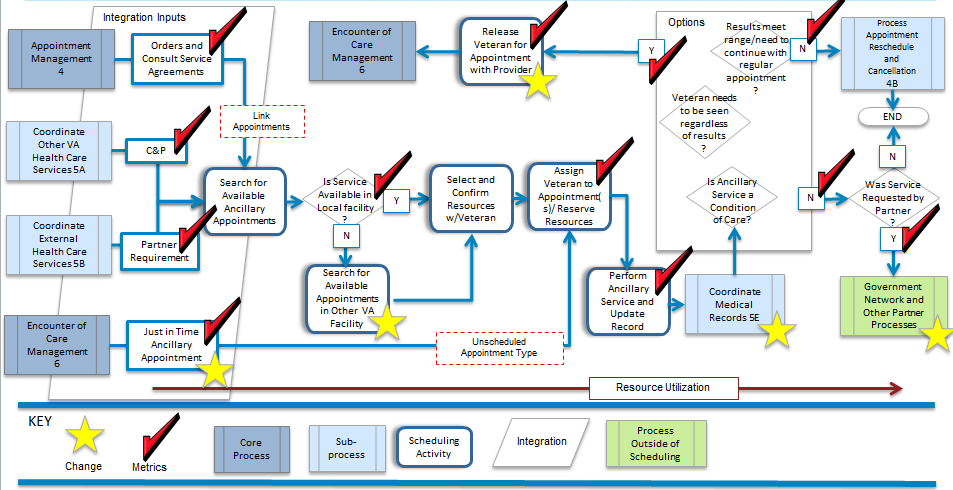 Integration Inputs
Appointment
Management
4
Orders and
Consult Service
Agreements
Link
Appointments
Coordinate
Other VA
Health Care
Services 5A
C&P
Coordinate
External
Health Care
Services 5B
Partner
Requirement
Encounter of
Care
Management
6
Just in Time
Ancillary
Appointment
Search for
Available
Ancillary
Appointments
Is Service
Available in
Local facility
?
Y
N
Search for
Available
Appointments
in Other VA
Facility
Select and
Confirm
Resources
w/Veteran
Assign
Veteran to
Appointment(
s)/ Reserve
Resources
Unscheduled
Appointment Type
Perform
Ancillary
Service and
Update
Record
Coordinate
Medical
Records 5E
Encounter of
Care
Management
6
Release
Veteran for
Appointment
with Provider
Options
Y
Results meet
range/need to
continue with
regular
appointment
?
N
Veteran needs
to be seen
regardless
of results
?
Is Ancillary
Service a
Condition
of Care?
N
Process
Appointment
Reschedule
and
Cancellation
4B
END
N
Was Service
Requested by
Partner
?
Y
Government
Network and
Other Partner
Processes
Resource Utilization
KEY
Change
Metrics
Core
Process
Sub-
process
Scheduling
Activity
Integration
Process
Outside of
Scheduling